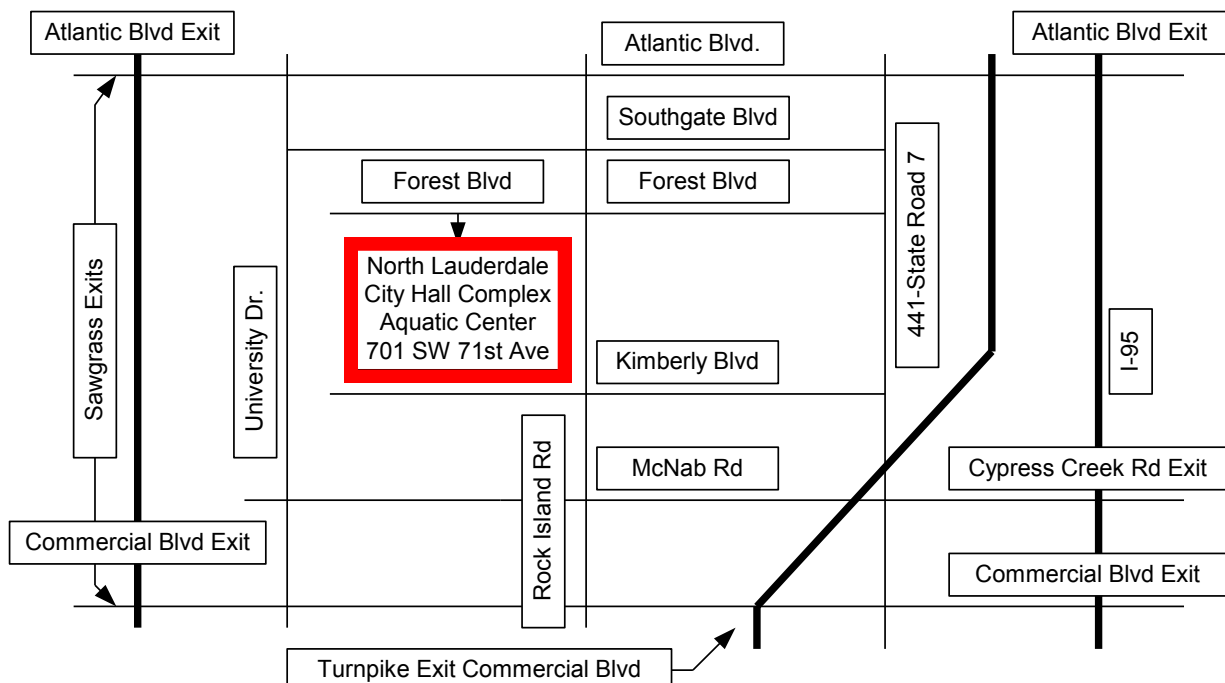 Atlantic Blvd Exit
Atlantic Blvd.
Atlantic Blvd Exit
Southgate Blvd
Forest Blvd
Forest Blvd
441-State Road 7
Sawgrass Exits
University Dr.
North Lauderdale
City Hall Complex
Aquatic Center
701 SW 71st Ave
Kimberly Blvd
I-95
Rock Island Rd
McNab Rd
Cypress Creek Rd Exit
Commercial Blvd Exit
Commercial Blvd Exit
Turnpike Exit Commercial Blvd